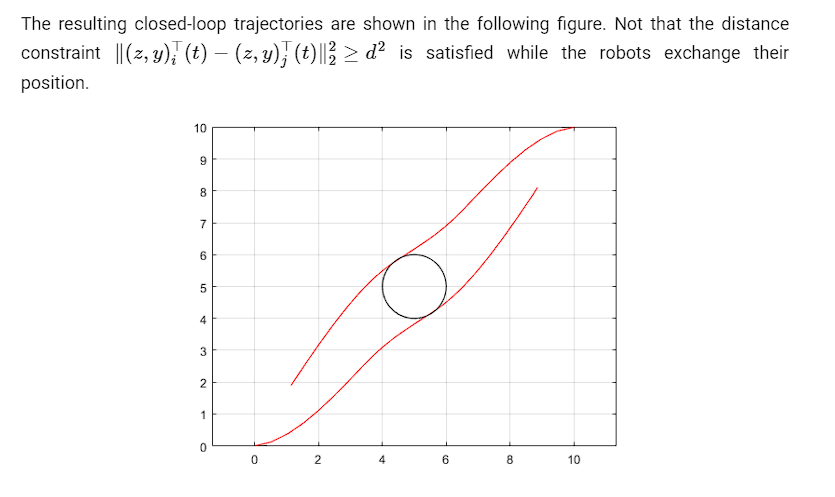 The resulting closed-loop trajectories are shown in the following figure. Not that the distance
constraint ‖(z, y)ᵢ^⊤(t) − (z, y)ⱼ^⊤(t)‖₂² ≥ d² is satisfied while the robots exchange their
position.
10
9
8
7
6
5
4
3
2
1
0
0 2 4 6 8 10